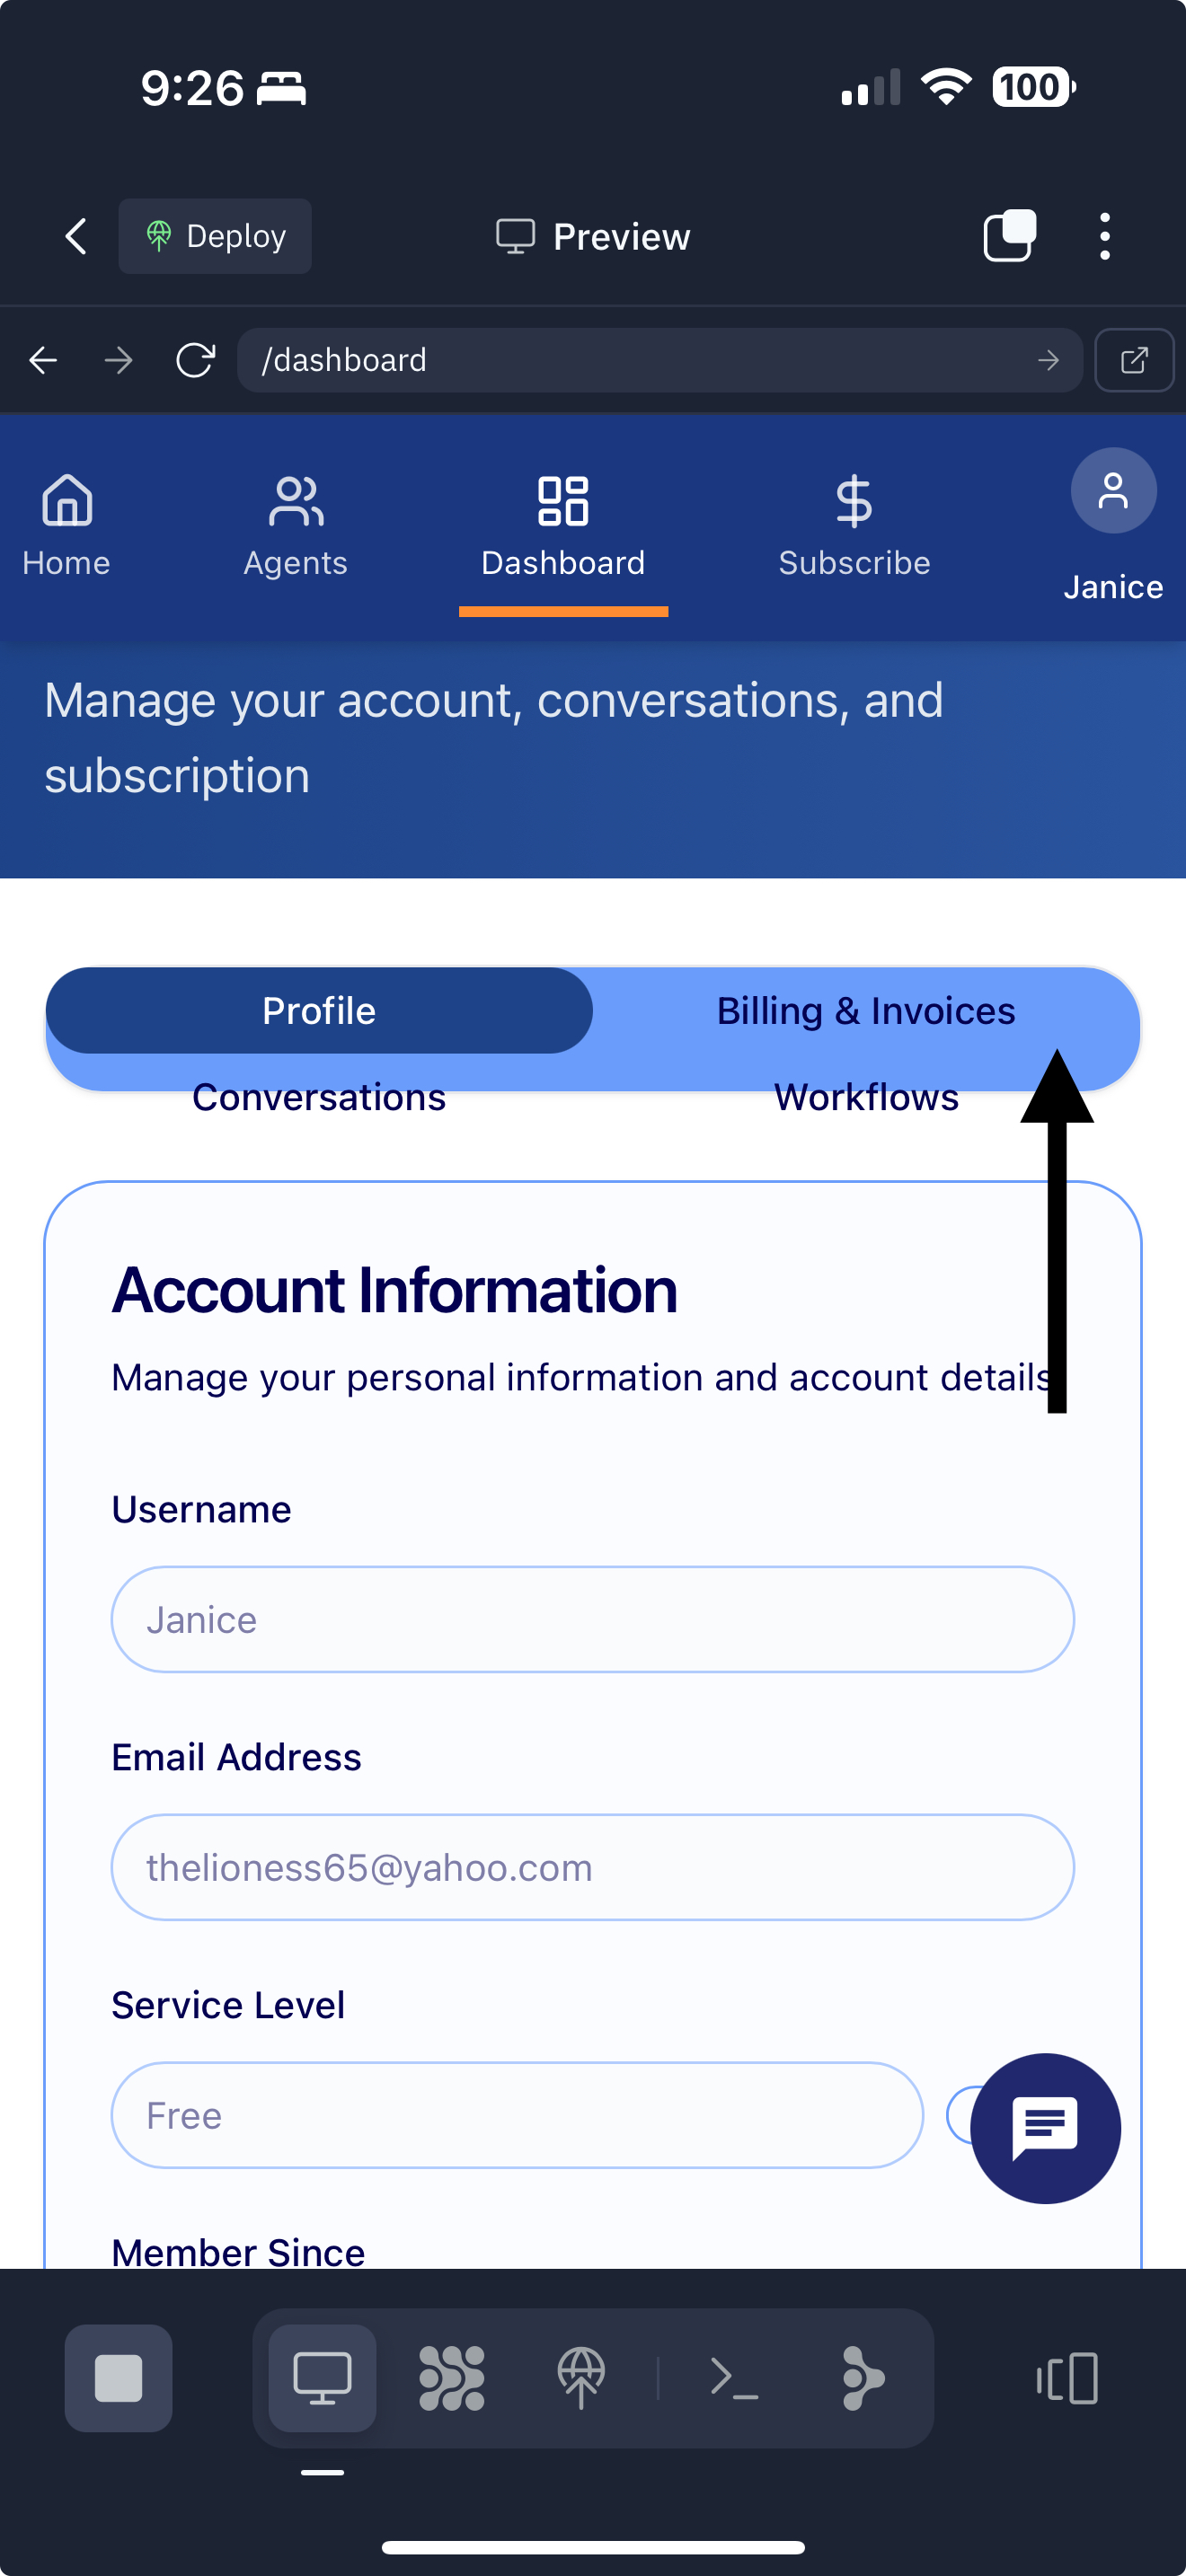 9:26
100
Deploy
Preview
/dashboard
Home
Agents
Dashboard
Subscribe
Janice
Manage your account, conversations, and
subscription
Profile
Billing & Invoices
Conversations
Workflows
Account Information
Manage your personal information and account details
Username
Janice
Email Address
thelioness65@yahoo.com
Service Level
Free
Member Since